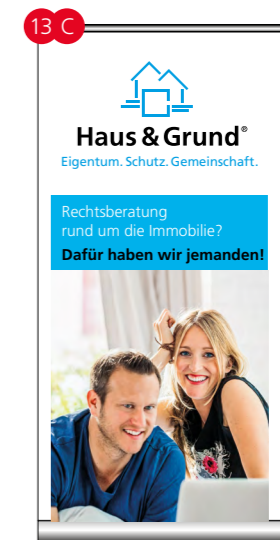 13 C
Haus & Grund®
Eigentum. Schutz. Gemeinschaft.
Rechtsberatung
rund um die Immobilie?
Dafür haben wir jemanden!